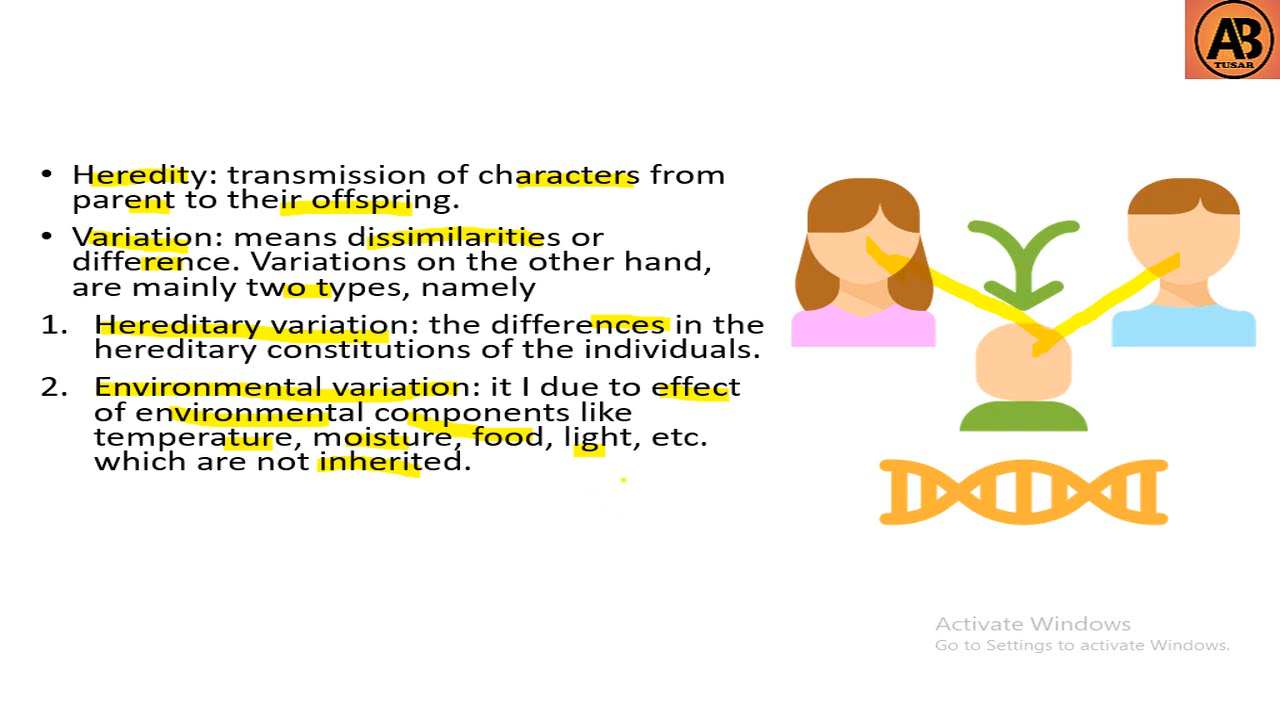 AB
TUSAR
• Heredity: transmission of characters from
parent to their offspring.
• Variation: means dissimilarities or
difference. Variations on the other hand,
are mainly two types, namely
1. Hereditary variation: the differences in the
hereditary constitutions of the individuals.
2. Environmental variation: it I due to effect
of environmental components like
temperature, moisture, food, light, etc.
which are not inherited.
Activate Windows
Go to Settings to activate Windows.